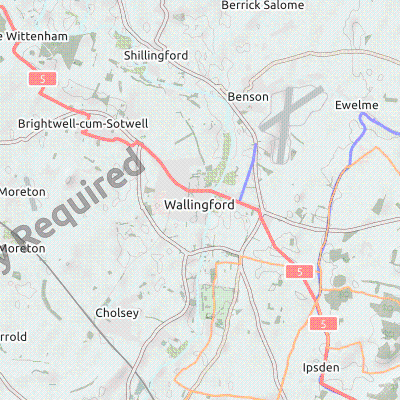 Berrick Salome
e Wittenham
Shillingford
5
Benson
Ewelme
Brightwell-cum-Sotwell
Moreton
y Required
Wallingford
Moreton
5
Cholsey
5
rrold
Ipsden